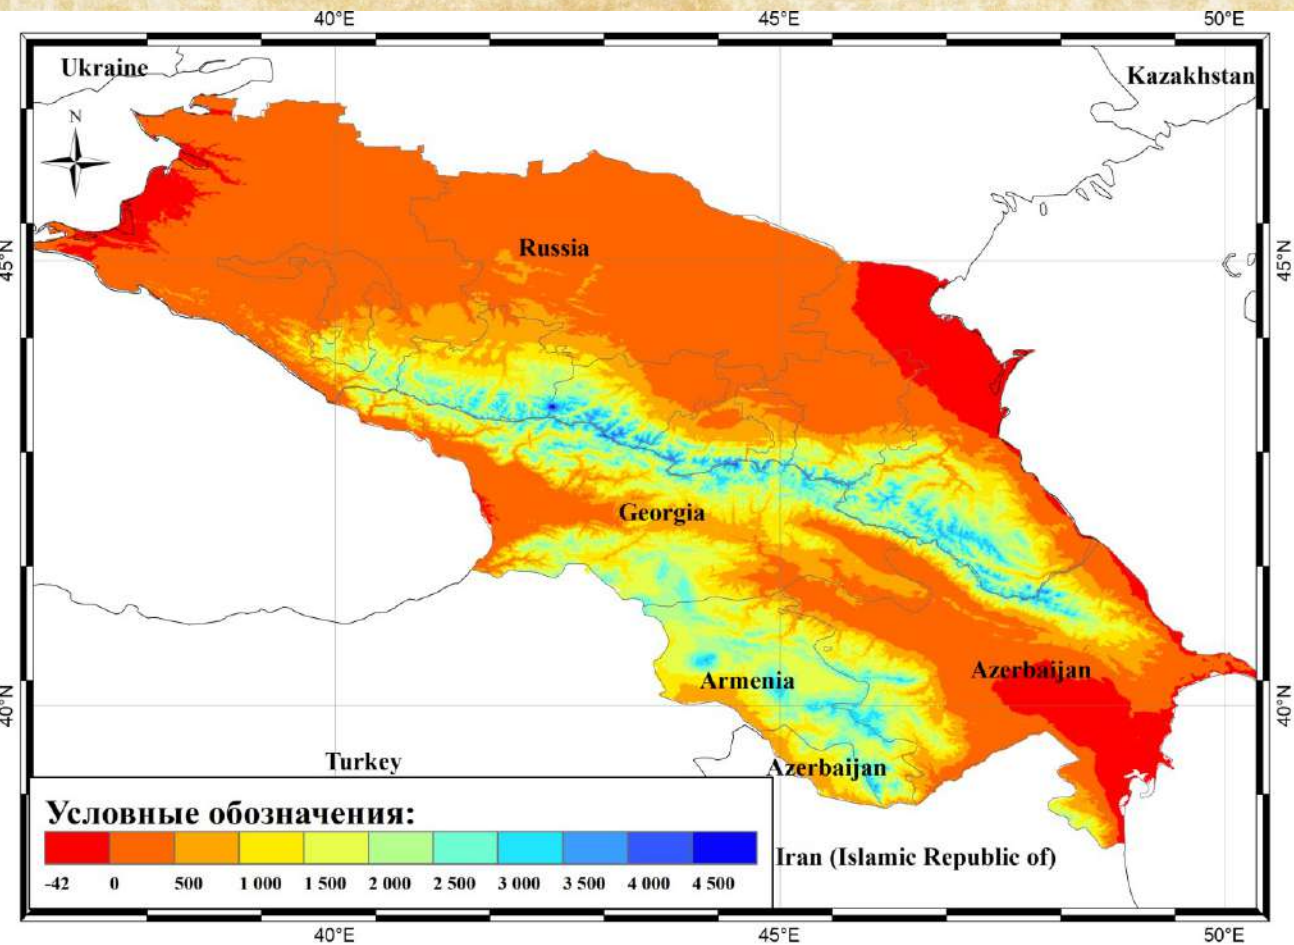 40°E 45°E 50°E
Ukraine
Kazakhstan
N
45°N 45°N
Russia
Georgia
Azerbaijan
Armenia
40°N 40°N
Turkey
Azerbaijan
Условные обозначения:
Iran (Islamic Republic of)
-42 0 500 1 000 1 500 2 000 2 500 3 000 3 500 4 000 4 500
40°E 45°E 50°E